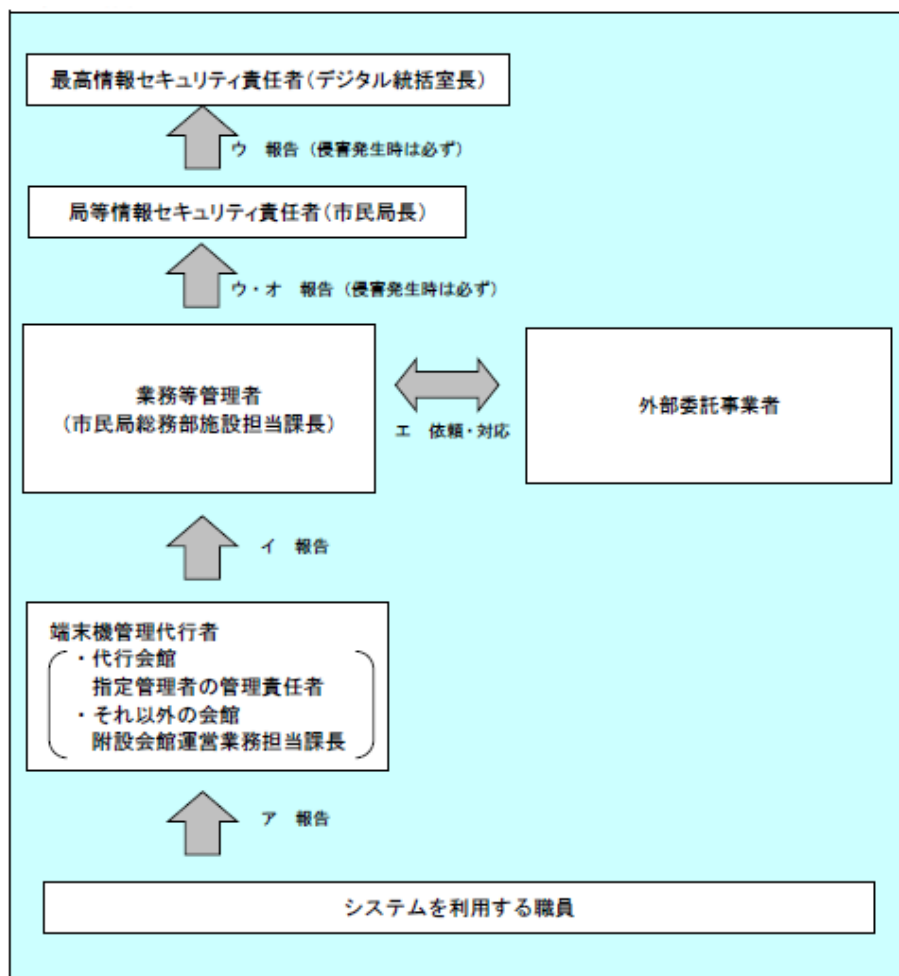 最高情報セキュリティ責任者(デジタル統括室長)
ウ 報告(侵害発生時は必ず)
局等情報セキュリティ責任者(市民局長)
ウ・オ 報告(侵害発生時は必ず)
業務等管理者
(市民局総務部施設担当課長)
エ 依頼・対応
外部委託事業者
イ 報告
端末機管理代行者
・代行会館
指定管理者の管理責任者
・それ以外の会館
附設会館運営業務担当課長
ア 報告
システムを利用する職員